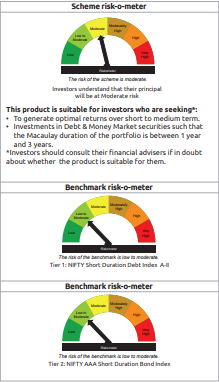 Scheme risk-o-meter
Low
Low to
Moderate
Moderate
Moderately
High
High
Very
High
Riskometer
The risk of the scheme is moderate.
Investors understand that their principal
will be at Moderate risk
This product is suitable for investors who are seeking*:
• To generate optimal returns over short to medium term.
• Investments in Debt & Money Market securities such that
the Macaulay duration of the portfolio is between 1 year
and 3 years.
*Investors should consult their financial advisers if in doubt
about whether the product is suitable for them.
Benchmark risk-o-meter
Low
Low to
Moderate
Moderate
Moderately
High
High
Very
High
Riskometer
The risk of the benchmark is low to moderate.
Tier 1: NIFTY Short Duration Debt Index A-II
Benchmark risk-o-meter
Low
Low to
Moderate
Moderate
Moderately
High
High
Very
High
Riskometer
The risk of the benchmark is low to moderate.
Tier 2: NIFTY AAA Short Duration Bond Index